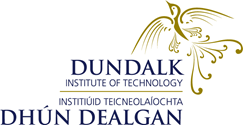 DUNDALK
INSTITUTE OF TECHNOLOGY
INSTITIÚID TEICNEOLAÍOCHTA
DHÚN DEALGAN